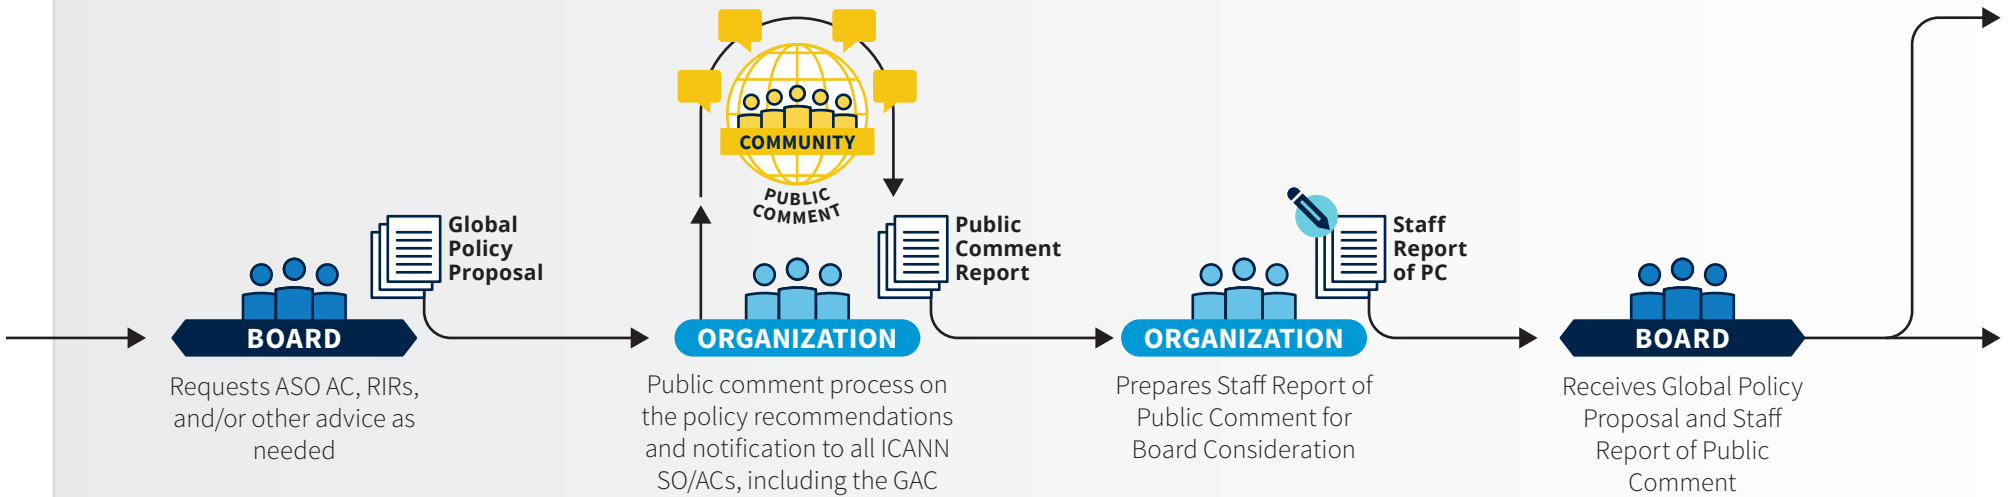 COMMUNITY
PUBLIC
COMMENT
Global
Policy
Proposal
BOARD
Requests ASO AC, RIRs,
and/or other advice as
needed
Public
Comment
Report
ORGANIZATION
Public comment process on
the policy recommendations
and notification to all ICANN
SO/ACs, including the GAC
Staff
Report
of PC
ORGANIZATION
Prepares Staff Report of
Public Comment for
Board Consideration
BOARD
Receives Global Policy
Proposal and Staff
Report of Public
Comment